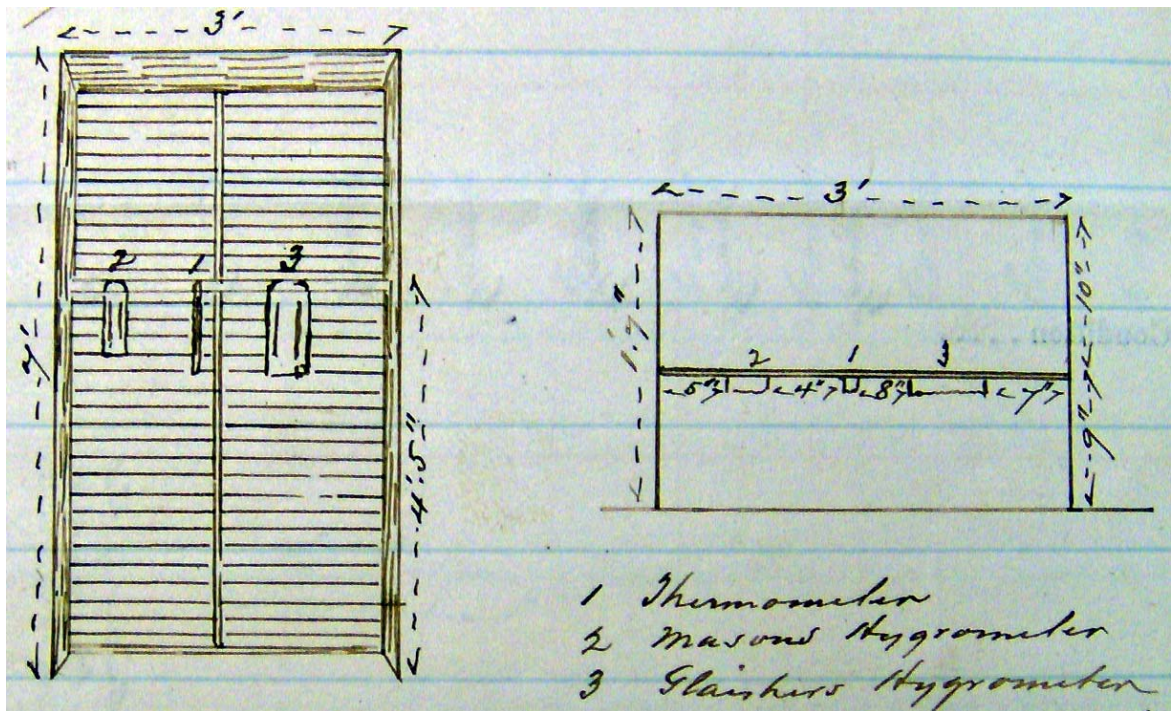 3'
7'
2 1 3
4'.5"
3'
1'.7"
10"
9"
2 1 3
5" 4" 8" 7"
Condition ...
1 Thermometer
2 Masons Hygrometer
3 Glaishers Hygrometer